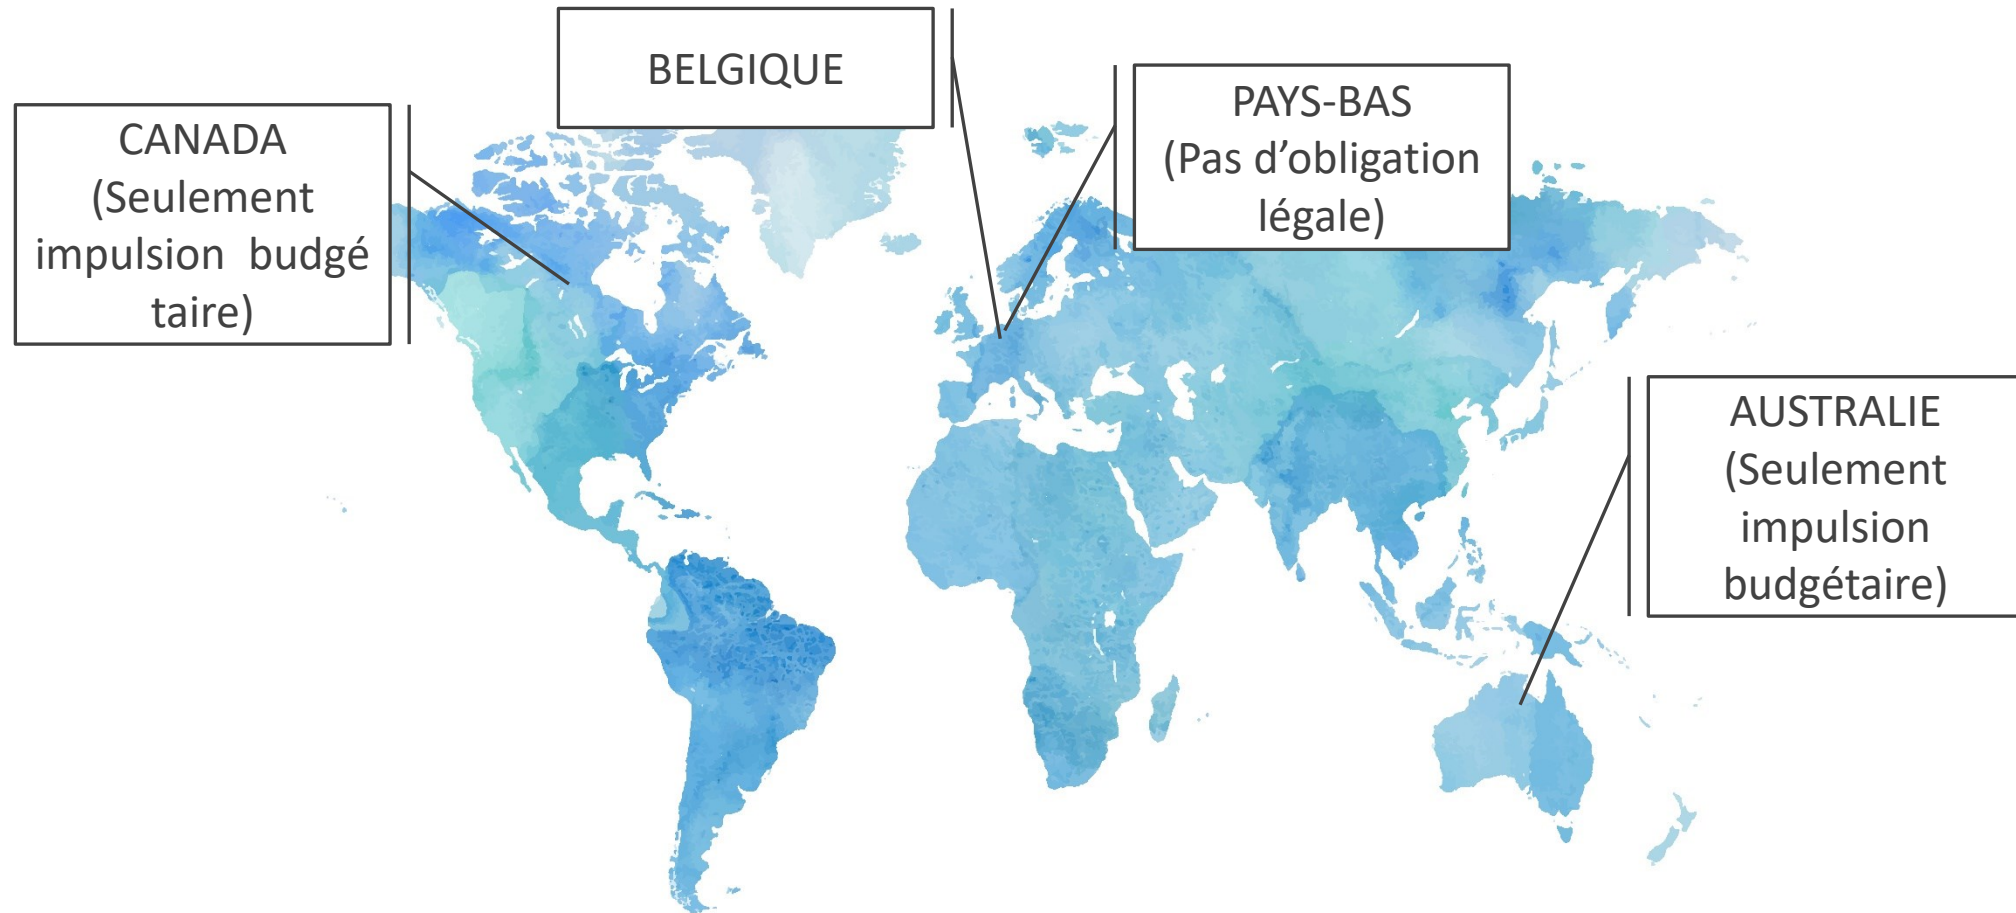 BELGIQUE
PAYS-BAS
(Pas d’obligation
légale)
CANADA
(Seulement
impulsion  budgé
taire)
AUSTRALIE
(Seulement
impulsion
budgétaire)